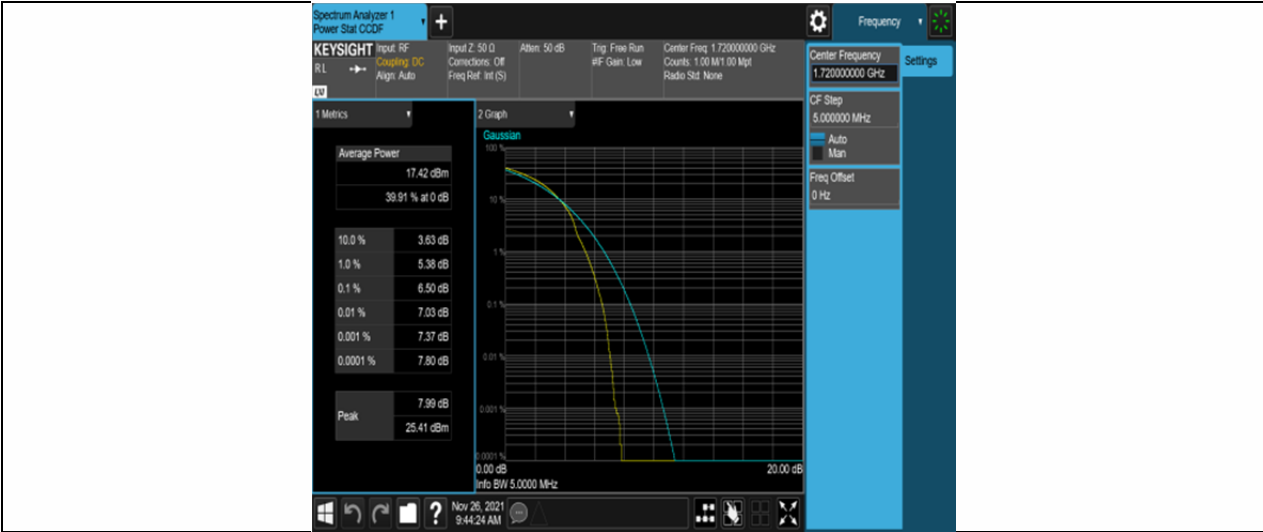 Spectrum Analyzer 1
Power Stat CCDF
+
Frequency
KEYSIGHT
RL
LV
Input: RF
Coupling: DC
Align: Auto
Input Z: 50 Ω
Corrections: Off
Freq Ref: Int (S)
Atten: 50 dB
Trig: Free Run
#IF Gain: Low
Center Freq: 1.720000000 GHz
Counts: 1.00 M/1.00 Mpt
Radio Std: None
Center Frequency
1.720000000 GHz
Settings
CF Step
5.000000 MHz
Auto
Man
Freq Offset
0 Hz
1 Metrics
Average Power
17.42 dBm
39.91 % at 0 dB
10.0 % 3.63 dB
1.0 % 5.38 dB
0.1 % 6.50 dB
0.01 % 7.03 dB
0.001 % 7.37 dB
0.0001 % 7.80 dB
Peak
7.99 dB
25.41 dBm
2 Graph
Gaussian
100 %
10 %
1 %
0.1 %
0.01 %
0.001 %
0.0001 %
0.00 dB 20.00 dB
Info BW 5.0000 MHz
?
Nov 26, 2021
9:44:24 AM